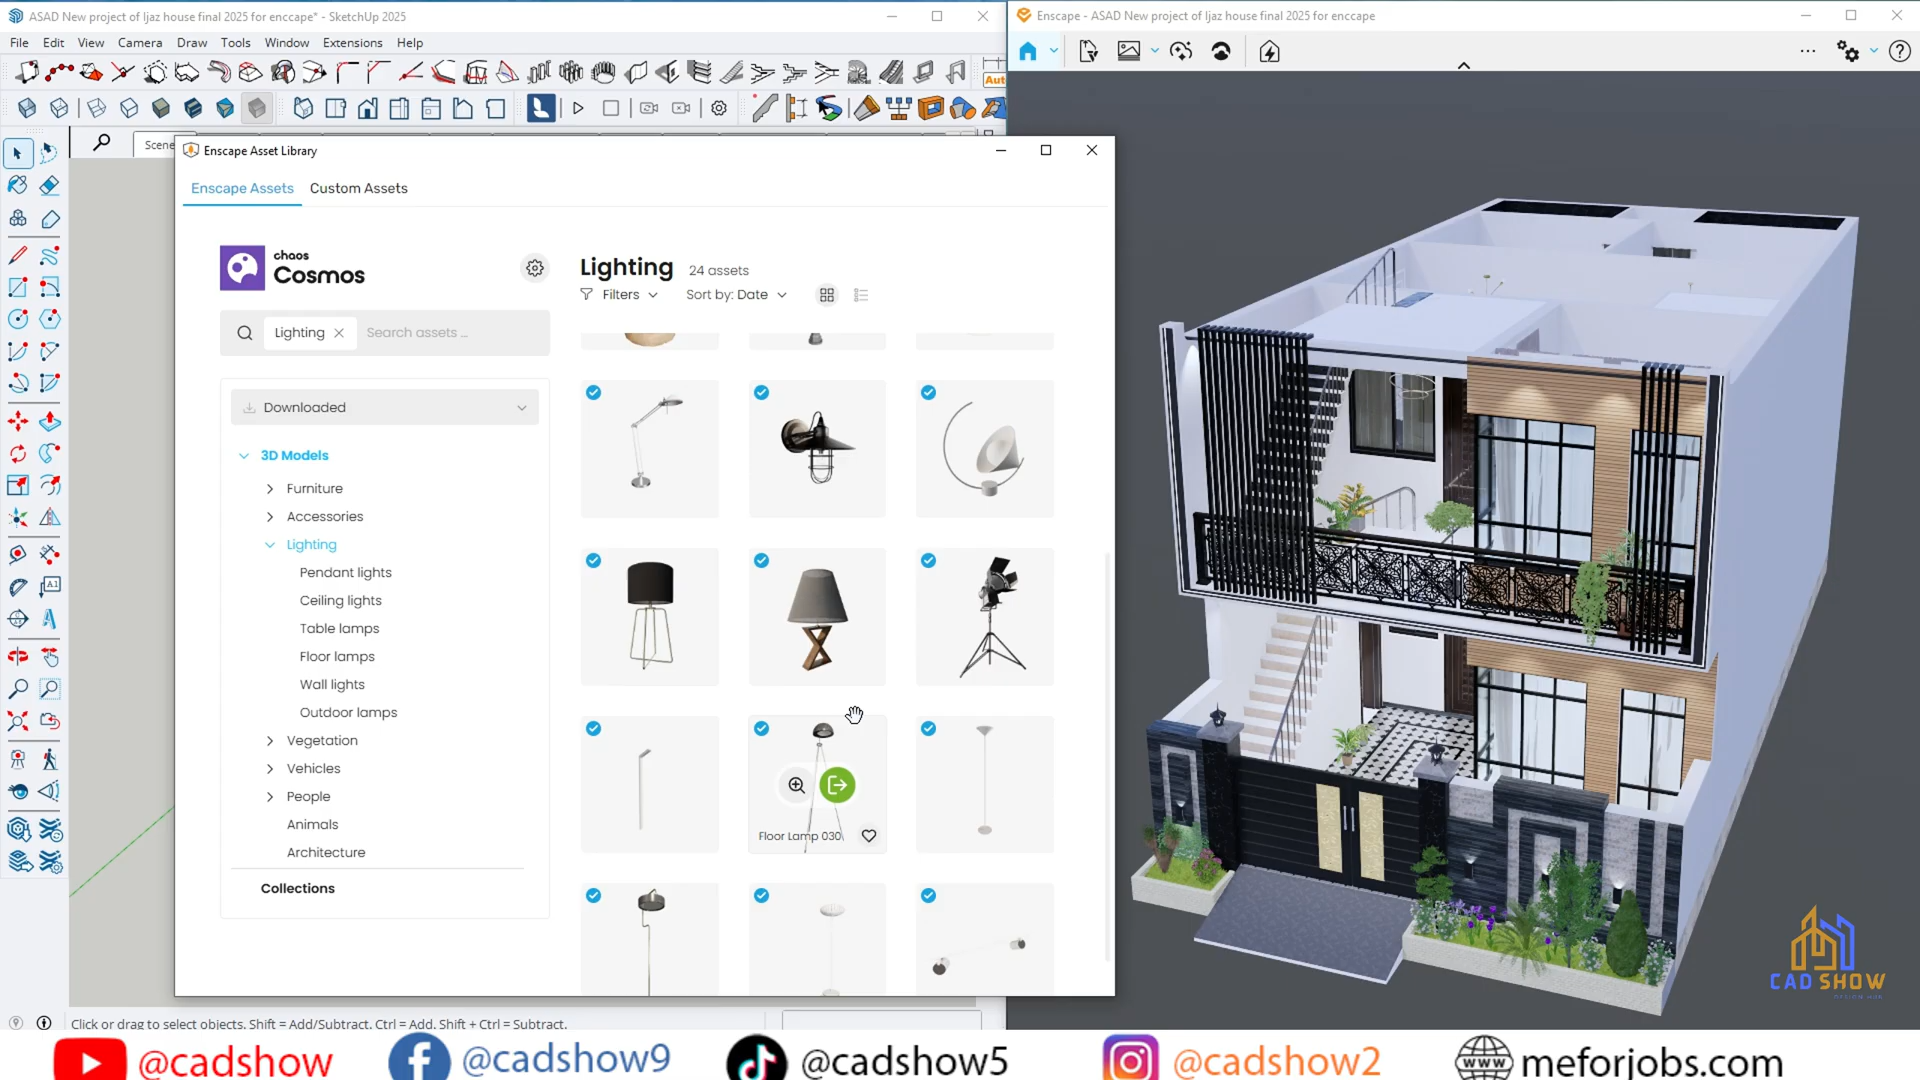 ASAD New project of Ijaz house final 2025 for enccape* - SketchUp 2025
Enscape - ASAD New project of Ijaz house final 2025 for enccape
File Edit View Camera Draw Tools Window Extensions Help
Auto
Scene
Enscape Asset Library
Enscape Assets Custom Assets
chaos
Cosmos
Lighting 24 assets
Filters Sort by: Date
Lighting Search assets ...
Downloaded
3D Models
Furniture
Accessories
Lighting
Pendant lights
Ceiling lights
Table lamps
Floor lamps
Wall lights
Outdoor lamps
Vegetation
Vehicles
People
Animals
Architecture
Collections
Floor Lamp 030
A1
CAD SHOW
Click or drag to select objects. Shift = Add/Subtract. Ctrl = Add. Shift + Ctrl = Subtract.
@cadshow @cadshow9 @cadshow5 @cadshow2 meforjobs.com